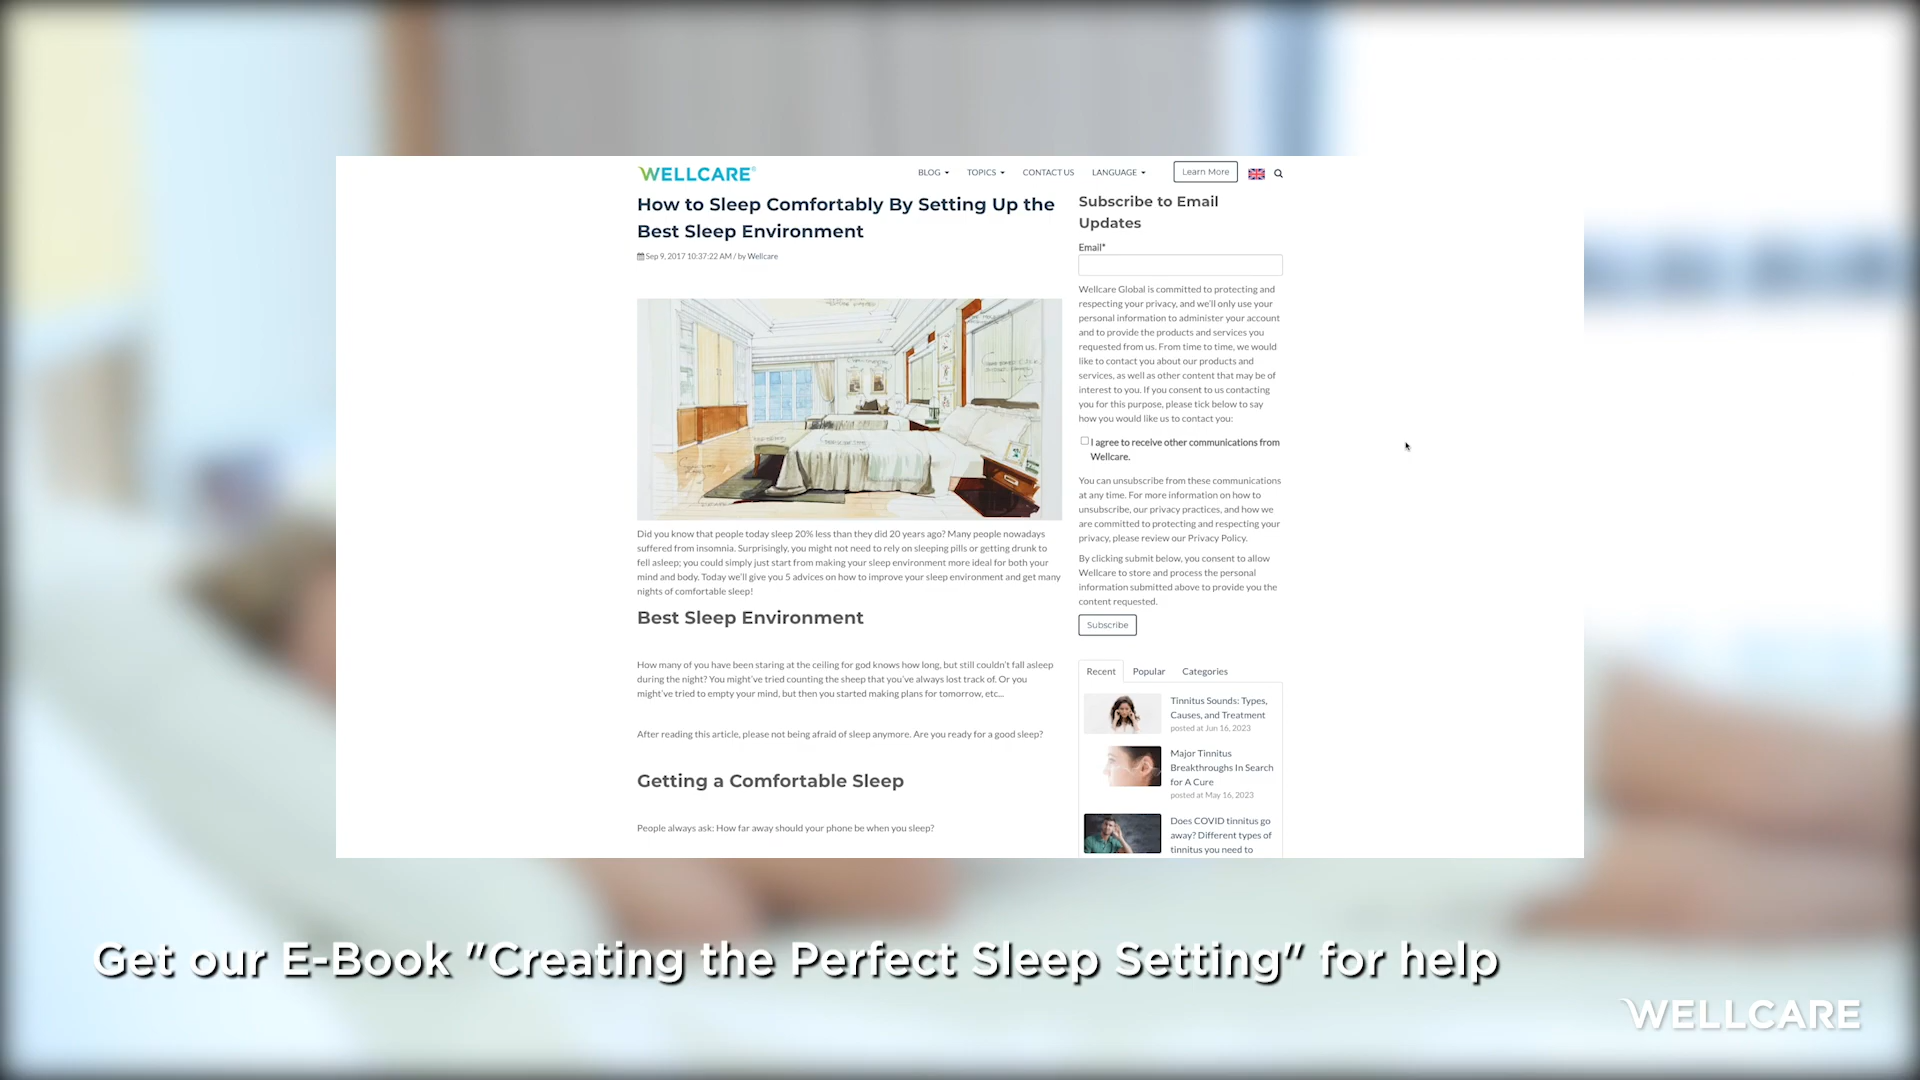 WELLCARE
BLOG
TOPICS
CONTACT US
LANGUAGE
Learn More
How to Sleep Comfortably By Setting Up the
Best Sleep Environment
Sep 9, 2017 10:37:22 AM / by Wellcare
Did you know that people today sleep 20% less than they did 20 years ago? Many people nowadays
suffered from insomnia. Surprisingly, you might not need to rely on sleeping pills or getting drunk to
fell asleep; you could simply just start from making your sleep environment more ideal for both your
mind and body. Today we'll give you 5 advices on how to improve your sleep environment and get many
nights of comfortable sleep!
Best Sleep Environment
How many of you have been staring at the ceiling for god knows how long, but still couldn't fall asleep
during the night? You might've tried counting the sheep that you've always lost track of. Or you
might've tried to empty your mind, but then you started making plans for tomorrow, etc...
After reading this article, please not being afraid of sleep anymore. Are you ready for a good sleep?
Getting a Comfortable Sleep
People always ask: How far away should your phone be when you sleep?
Subscribe to Email
Updates
Email*
Wellcare Global is committed to protecting and
respecting your privacy, and we'll only use your
personal information to administer your account
and to provide the products and services you
requested from us. From time to time, we would
like to contact you about our products and
services, as well as other content that may be of
interest to you. If you consent to us contacting
you for this purpose, please tick below to say
how you would like us to contact you:
I agree to receive other communications from
Wellcare.
You can unsubscribe from these communications
at any time. For more information on how to
unsubscribe, our privacy practices, and how we
are committed to protecting and respecting your
privacy, please review our Privacy Policy.
By clicking submit below, you consent to allow
Wellcare to store and process the personal
information submitted above to provide you the
content requested.
Subscribe
Recent
Popular
Categories
Tinnitus Sounds: Types,
Causes, and Treatment
posted at Jun 16, 2023
Major Tinnitus
Breakthroughs In Search
for A Cure
posted at May 16, 2023
Does COVID tinnitus go
away? Different types of
tinnitus you need to
Get our E-Book "Creating the Perfect Sleep Setting" for help
WELLCARE